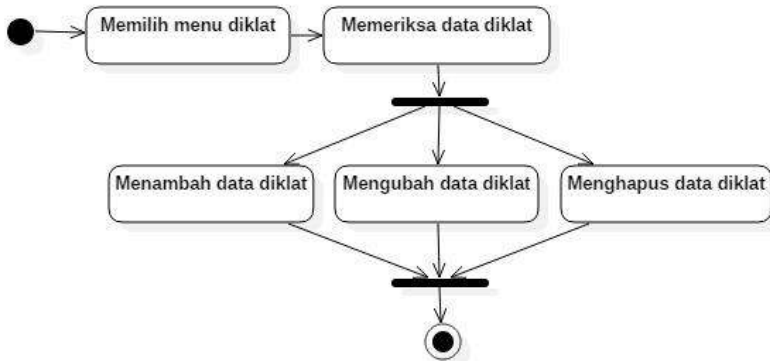 Memilih menu diklat
Memeriksa data diklat
Menambah data diklat
Mengubah data diklat
Menghapus data diklat